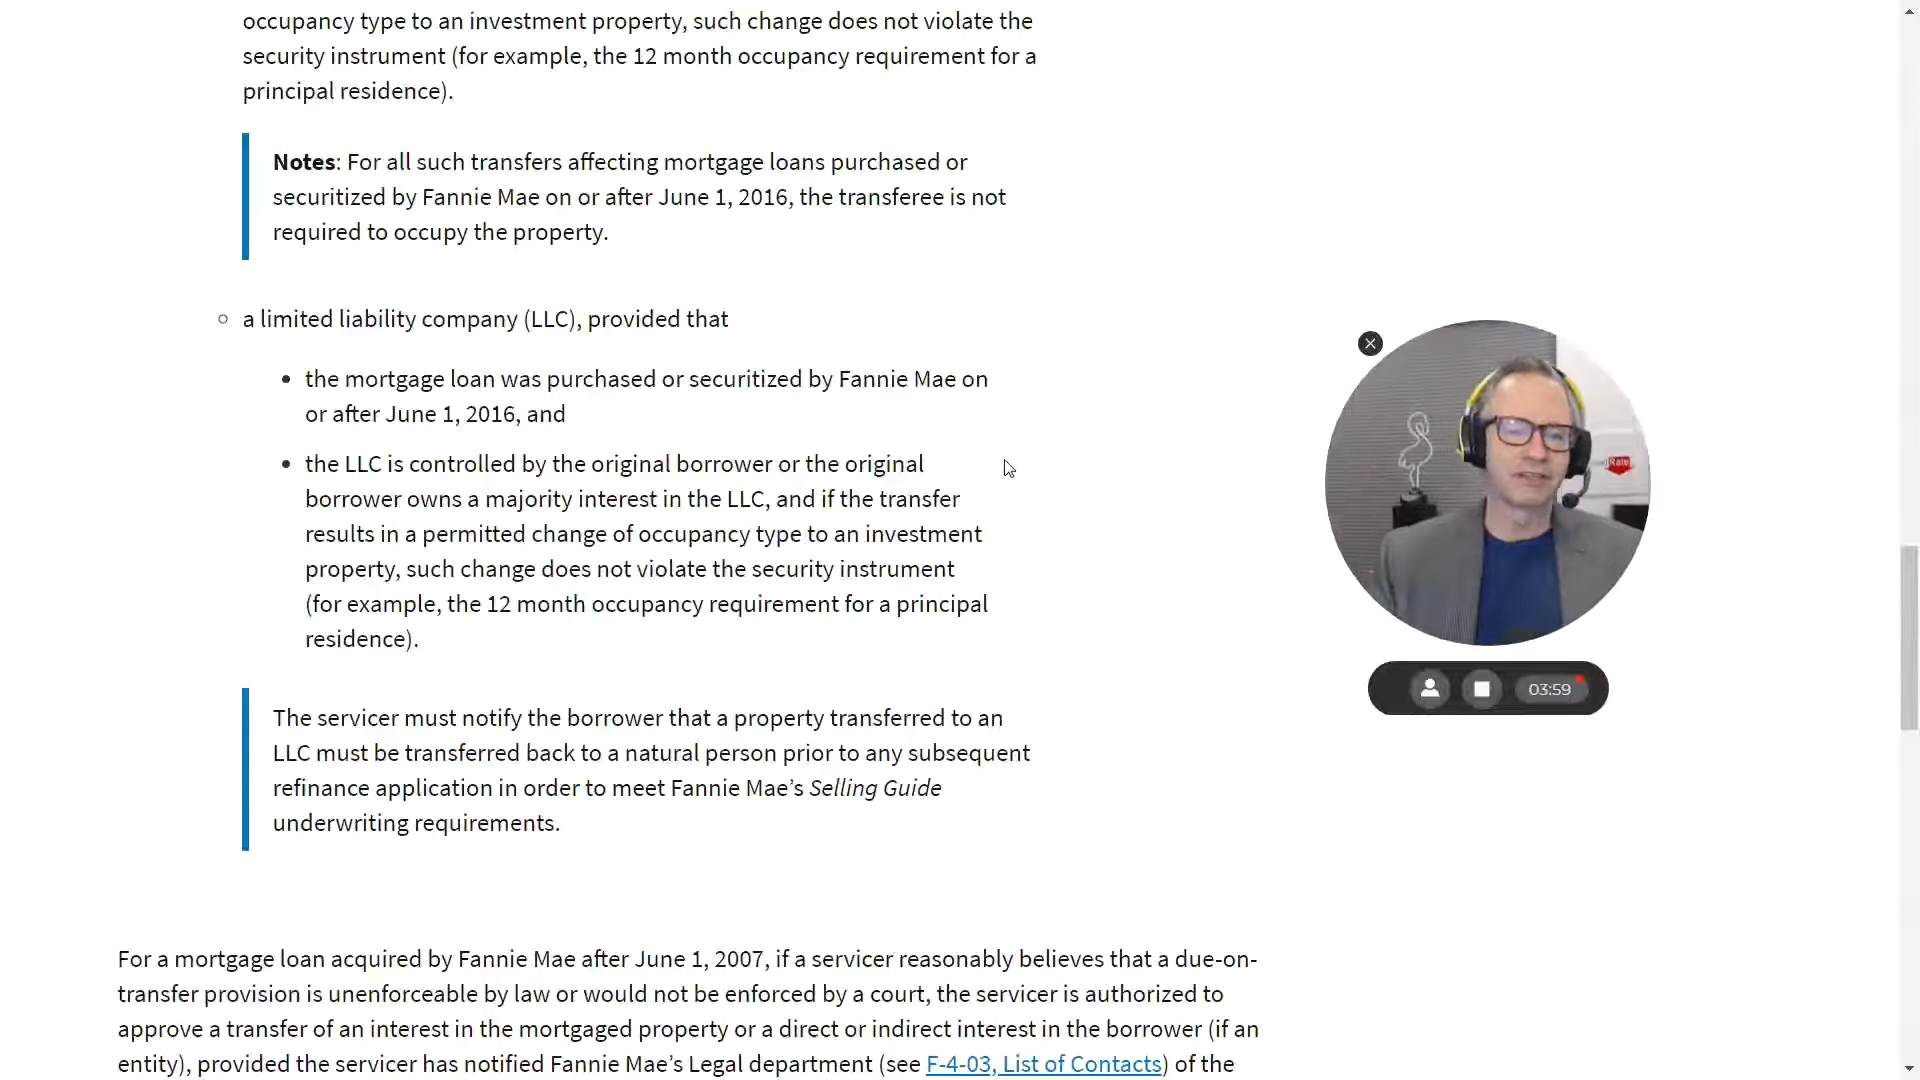 occupancy type to an investment property, such change does not violate the
security instrument (for example, the 12 month occupancy requirement for a
principal residence).
Notes: For all such transfers affecting mortgage loans purchased or
securitized by Fannie Mae on or after June 1, 2016, the transferee is not
required to occupy the property.
a limited liability company (LLC), provided that
the mortgage loan was purchased or securitized by Fannie Mae on
or after June 1, 2016, and
the LLC is controlled by the original borrower or the original
borrower owns a majority interest in the LLC, and if the transfer
results in a permitted change of occupancy type to an investment
property, such change does not violate the security instrument
(for example, the 12 month occupancy requirement for a principal
residence).
The servicer must notify the borrower that a property transferred to an
LLC must be transferred back to a natural person prior to any subsequent
refinance application in order to meet Fannie Mae’s Selling Guide
underwriting requirements.
For a mortgage loan acquired by Fannie Mae after June 1, 2007, if a servicer reasonably believes that a due-on-
transfer provision is unenforceable by law or would not be enforced by a court, the servicer is authorized to
approve a transfer of an interest in the mortgaged property or a direct or indirect interest in the borrower (if an
entity), provided the servicer has notified Fannie Mae’s Legal department (see F-4-03, List of Contacts) of the
Rate
03:59